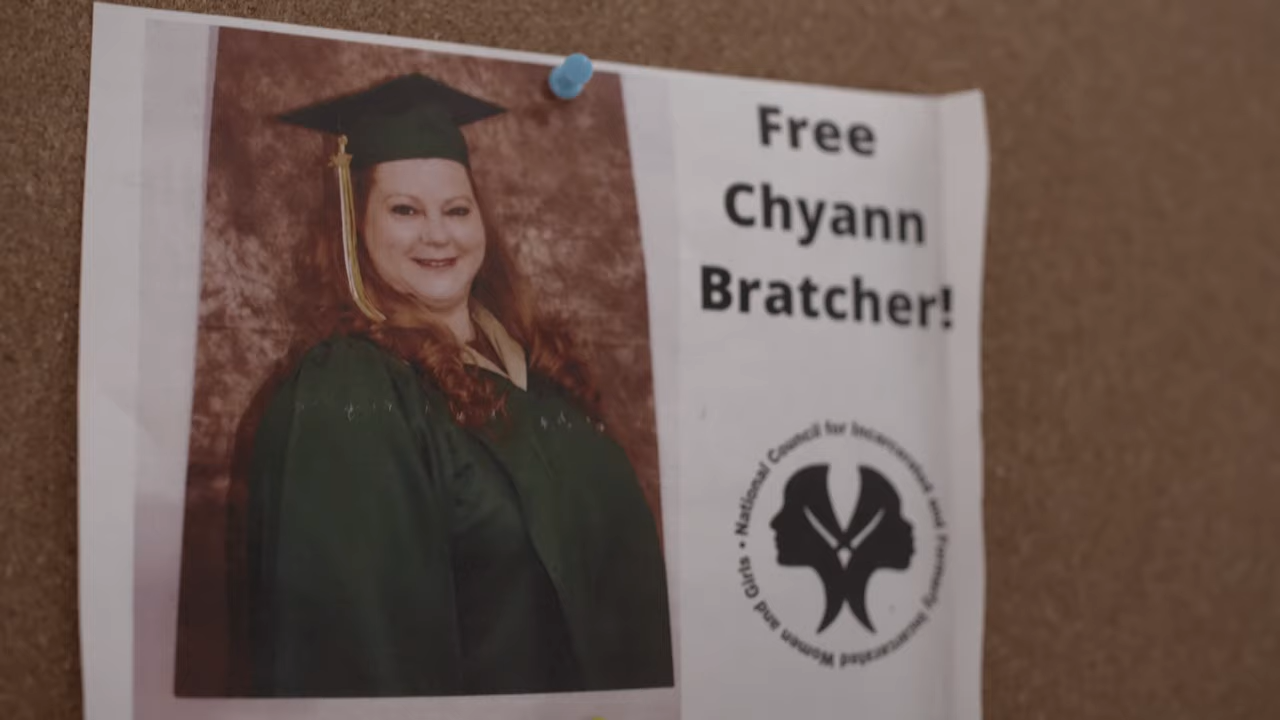 Free
Chyann
Bratcher!
National Council for Incarcerated and Formerly Incarcerated Women and Girls •